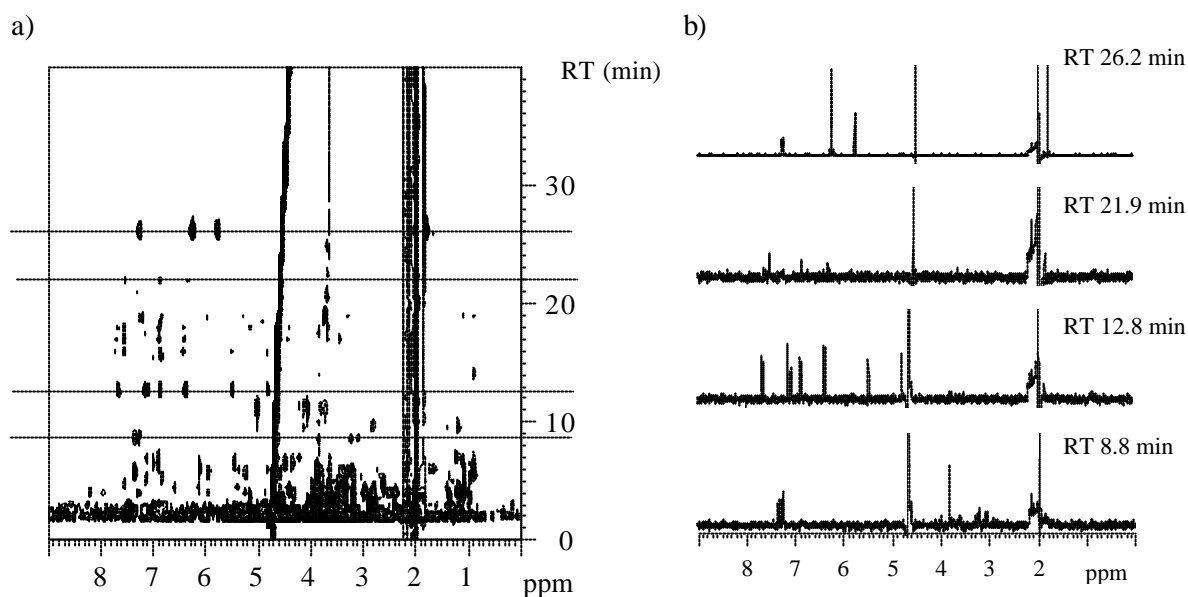 a)
RT (min)
30
20
10
0
8 7 6 5 4 3 2 1 ppm
b)
RT 26.2 min
RT 21.9 min
RT 12.8 min
RT 8.8 min
8 7 6 5 4 3 2 ppm